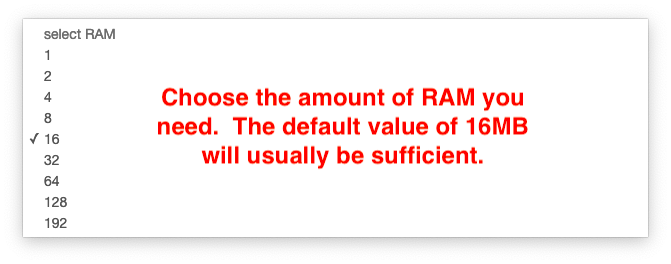 select RAM
1
2
4
8
✓ 16
32
64
128
192
Choose the amount of RAM you
need.  The default value of 16MB
will usually be sufficient.